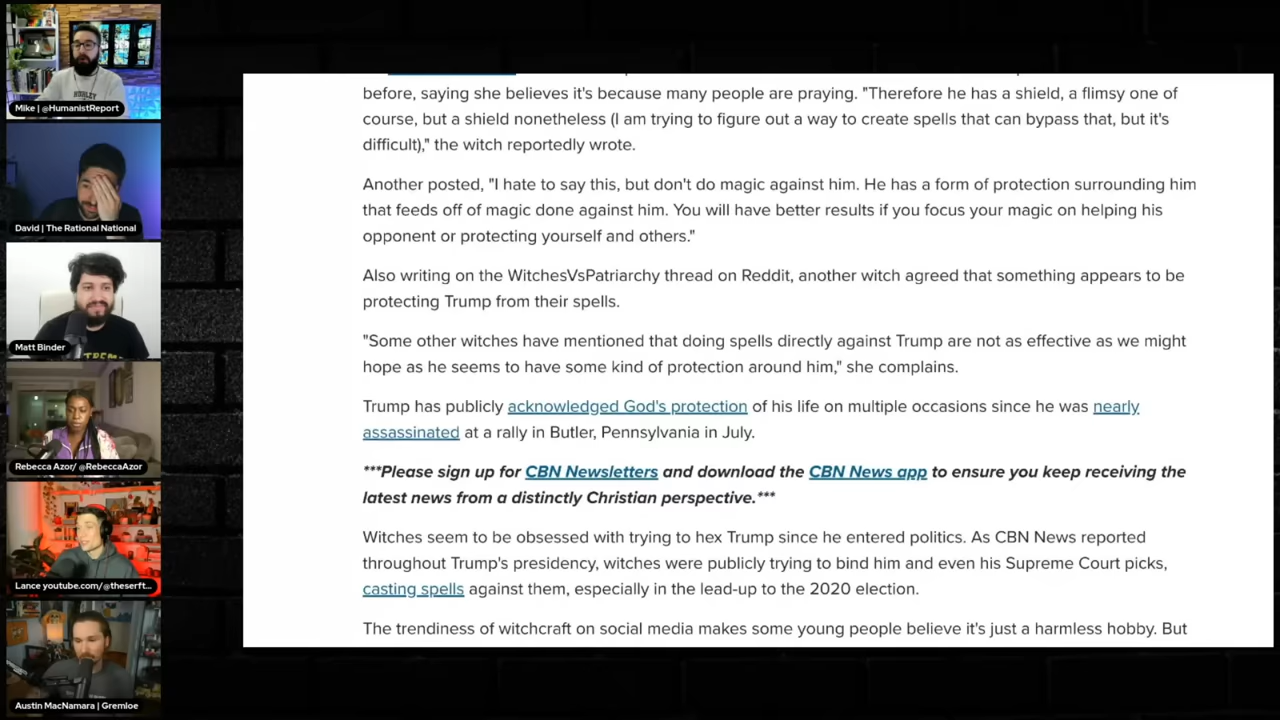 Mike | @HumanistReport
David | The Rational National
Matt Binder
Rebecca Azor/ @RebeccaAzor
Lance youtube.com/@theserft...
Austin MacNamara | Gremloe
before, saying she believes it's because many people are praying. "Therefore he has a shield, a flimsy one of
course, but a shield nonetheless (I am trying to figure out a way to create spells that can bypass that, but it's
difficult)," the witch reportedly wrote.
Another posted, "I hate to say this, but don't do magic against him. He has a form of protection surrounding him
that feeds off of magic done against him. You will have better results if you focus your magic on helping his
opponent or protecting yourself and others."
Also writing on the WitchesVsPatriarchy thread on Reddit, another witch agreed that something appears to be
protecting Trump from their spells.
"Some other witches have mentioned that doing spells directly against Trump are not as effective as we might
hope as he seems to have some kind of protection around him," she complains.
Trump has publicly acknowledged God's protection of his life on multiple occasions since he was nearly
assassinated at a rally in Butler, Pennsylvania in July.
***Please sign up for CBN Newsletters and download the CBN News app to ensure you keep receiving the
latest news from a distinctly Christian perspective.***
Witches seem to be obsessed with trying to hex Trump since he entered politics. As CBN News reported
throughout Trump's presidency, witches were publicly trying to bind him and even his Supreme Court picks,
casting spells against them, especially in the lead-up to the 2020 election.
The trendiness of witchcraft on social media makes some young people believe it's just a harmless hobby. But